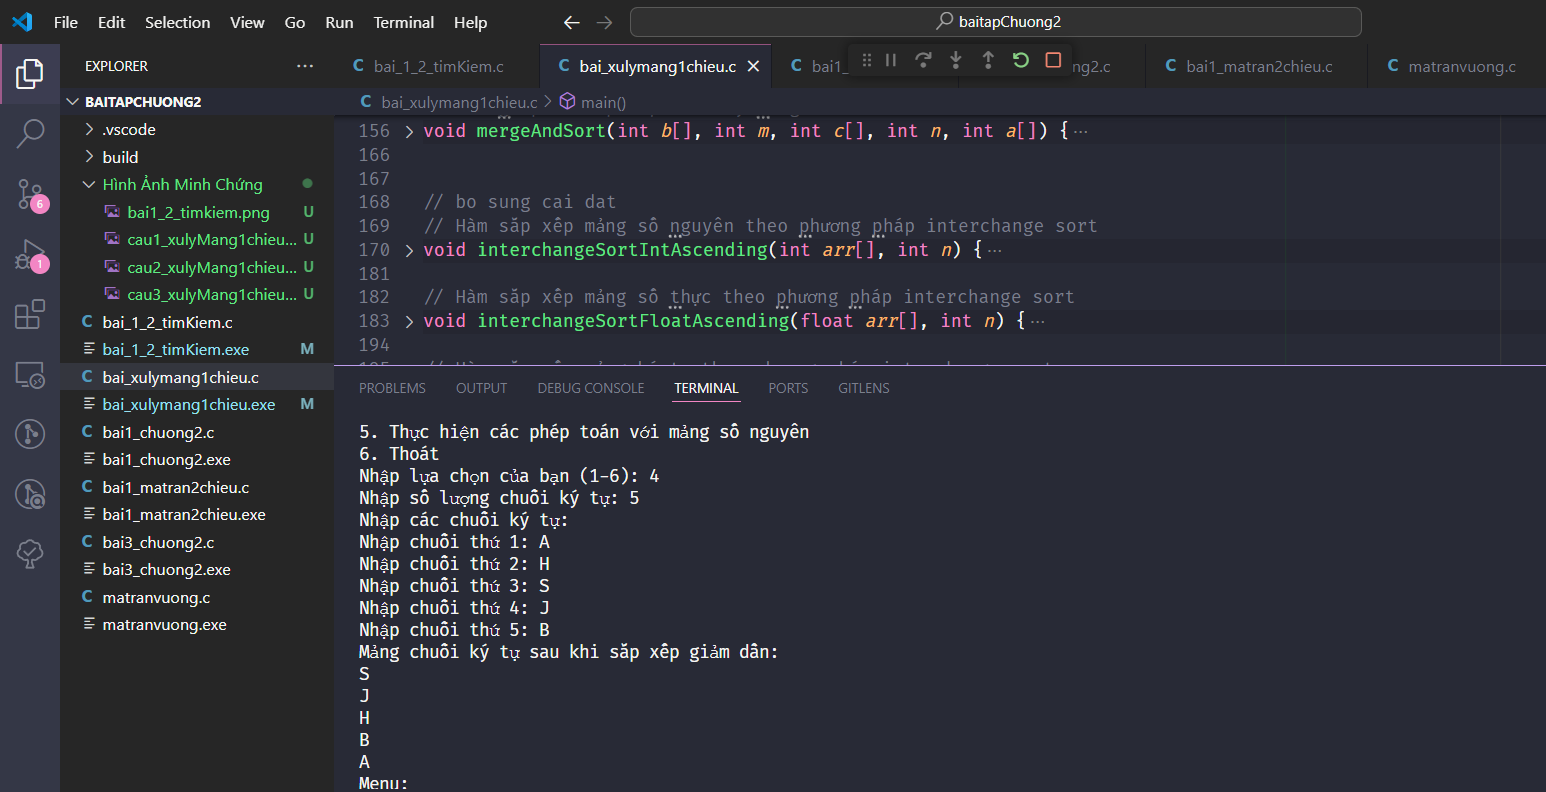 File Edit Selection View Go Run Terminal Help
baitapChuong2
EXPLORER
BAITAPCHUONG2
.vscode
build
Hình Ảnh Minh Chứng
bai1_2_timkiem.png U
cau1_xulyMang1chieu... U
cau2_xulyMang1chieu... U
cau3_xulyMang1chieu... U
C bai_1_2_timKiem.c
bai_1_2_timKiem.exe M
C bai_xulymang1chieu.c
bai_xulymang1chieu.exe M
C bai1_chuong2.c
bai1_chuong2.exe
C bai1_matran2chieu.c
bai1_matran2chieu.exe
C bai3_chuong2.c
bai3_chuong2.exe
C matranvuong.c
matranvuong.exe
6
1
C bai_1_2_timKiem.c C bai_xulymang1chieu.c C bai1_ ng2.c C bai1_matran2chieu.c C matranvuong.c
C bai_xulymang1chieu.c > main()
156 void mergeAndSort(int b[], int m, int c[], int n, int a[]) { ...
166
167
168 // bo sung cai dat
169 // Hàm sắp xếp mảng số nguyên theo phương pháp interchange sort
170 void interchangeSortIntAscending(int arr[], int n) { ...
181
182 // Hàm sắp xếp mảng số thực theo phương pháp interchange sort
183 void interchangeSortFloatAscending(float arr[], int n) { ...
194
PROBLEMS OUTPUT DEBUG CONSOLE TERMINAL PORTS GITLENS
5. Thực hiện các phép toán với mảng số nguyên
6. Thoát
Nhập lựa chọn của bạn (1-6): 4
Nhập số lượng chuỗi ký tự: 5
Nhập các chuỗi ký tự:
Nhập chuỗi thứ 1: A
Nhập chuỗi thứ 2: H
Nhập chuỗi thứ 3: S
Nhập chuỗi thứ 4: J
Nhập chuỗi thứ 5: B
Mảng chuỗi ký tự sau khi sắp xếp giảm dần:
S
J
H
B
A
Menu: